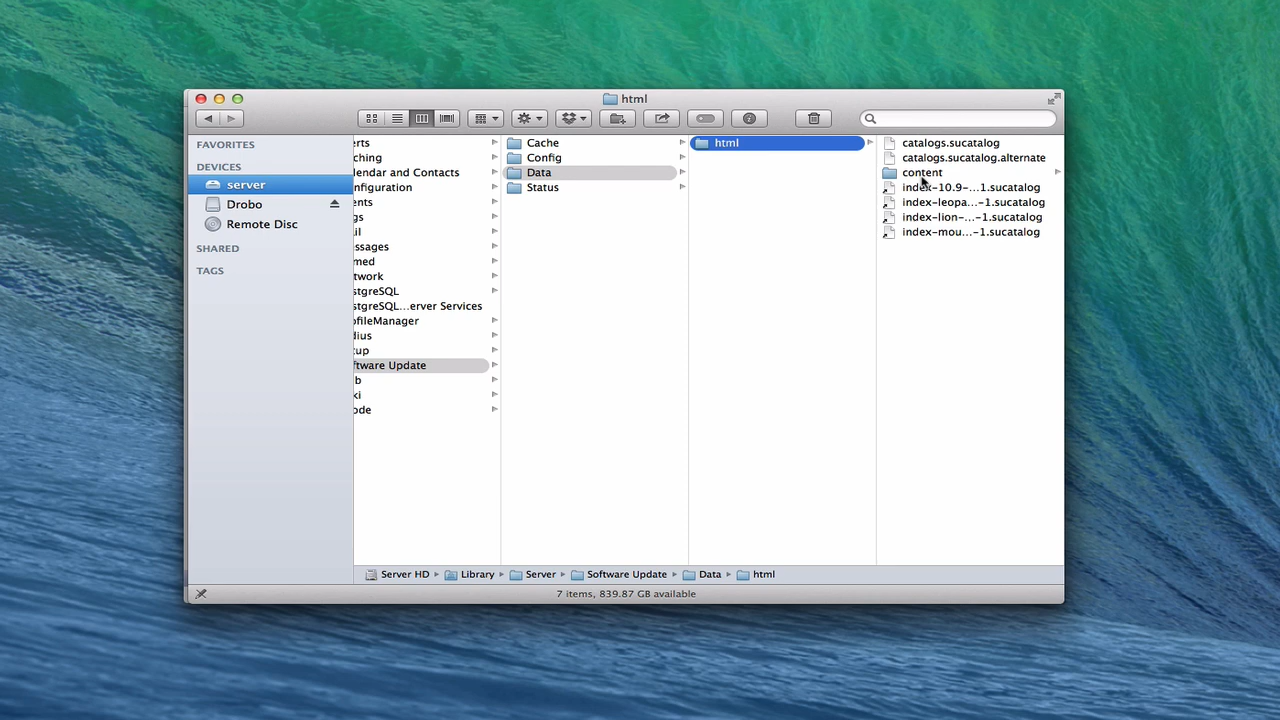 html
FAVORITES
DEVICES
server
Drobo
Remote Disc
SHARED
TAGS
erts
ching
lendar and Contacts
nfiguration
ents
gs
il
ssages
med
twork
stgreSQL
stgreSQL...erver Services
ofileManager
dius
tup
ftware Update
b
ki
ode
Cache
Config
Data
Status
html
catalogs.sucatalog
catalogs.sucatalog.alternate
content
index-10.9-...1.sucatalog
index-leopa...-1.sucatalog
index-lion-...-1.sucatalog
index-mou...-1.sucatalog
Server HD ▸ Library ▸ Server ▸ Software Update ▸ Data ▸ html
7 items, 839.87 GB available